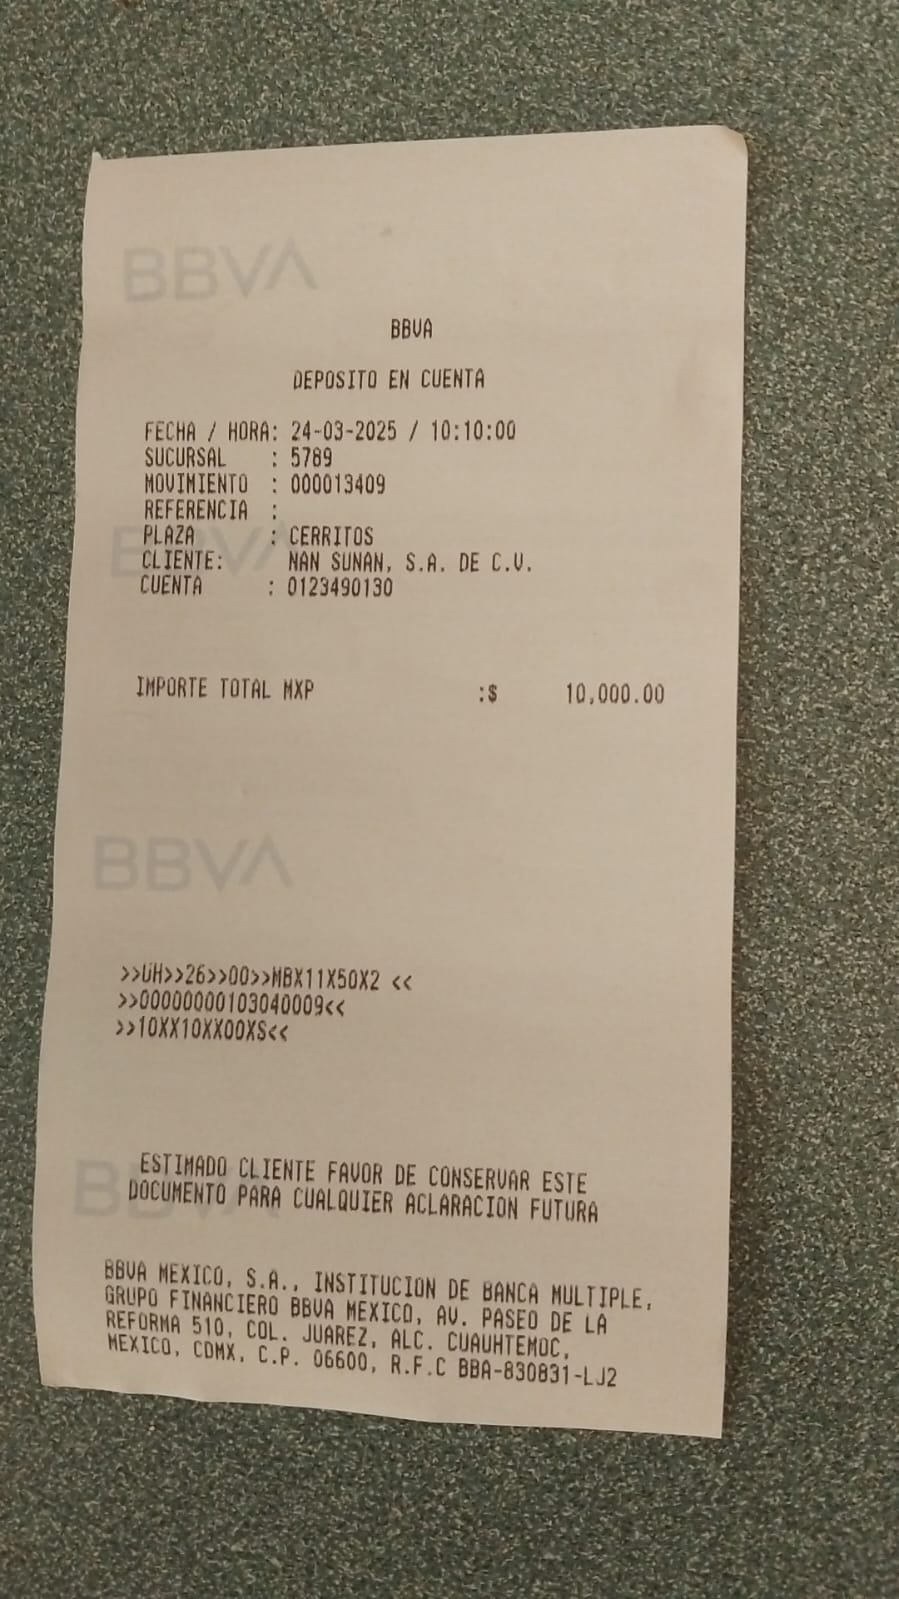 BBVA
BBVA
DEPOSITO EN CUENTA
FECHA / HORA: 24-03-2025 / 10:10:00
SUCURSAL : 5789
MOVIMIENTO : 000013409
REFERENCIA :
BBVA
PLAZA : CERRITOS
CLIENTE: NAN SUNAN, S.A. DE C.V.
CUENTA : 0123490130
IMPORTE TOTAL MXP :$ 10,000.00
BBVA
>>UH>>26>>00>>MBX11X50X2 <<
>>00000000103040009<<
>>10XX10XX00XS<<
BBVA
ESTIMADO CLIENTE FAVOR DE CONSERVAR ESTE
DOCUMENTO PARA CUALQUIER ACLARACION FUTURA
BBVA MEXICO, S.A., INSTITUCION DE BANCA MULTIPLE,
GRUPO FINANCIERO BBVA MEXICO, AV. PASEO DE LA
REFORMA 510, COL. JUAREZ, ALC. CUAUHTEMOC,
MEXICO, CDMX, C.P. 06600, R.F.C BBA-830831-LJ2